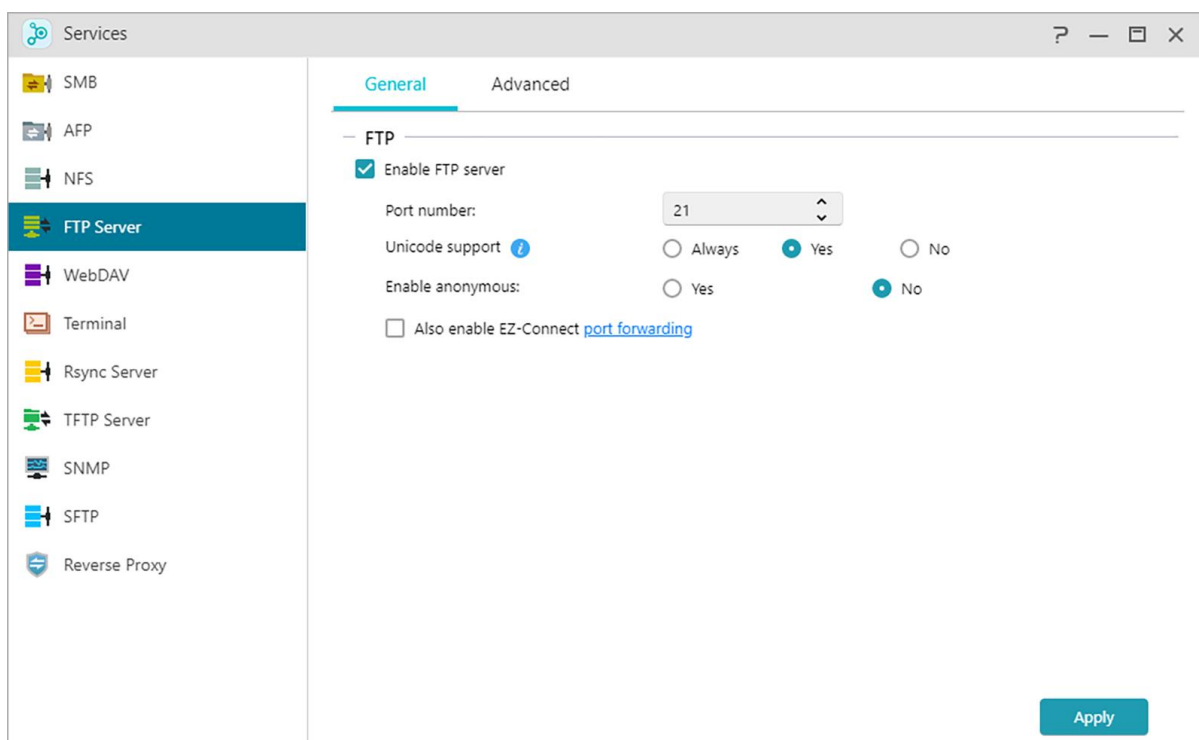 Services
SMB
AFP
NFS
FTP Server
WebDAV
Terminal
Rsync Server
TFTP Server
SNMP
SFTP
Reverse Proxy
General Advanced
FTP
Enable FTP server
Port number: 21
Unicode support Always Yes No
Enable anonymous: Yes No
Also enable EZ-Connect port forwarding
Apply